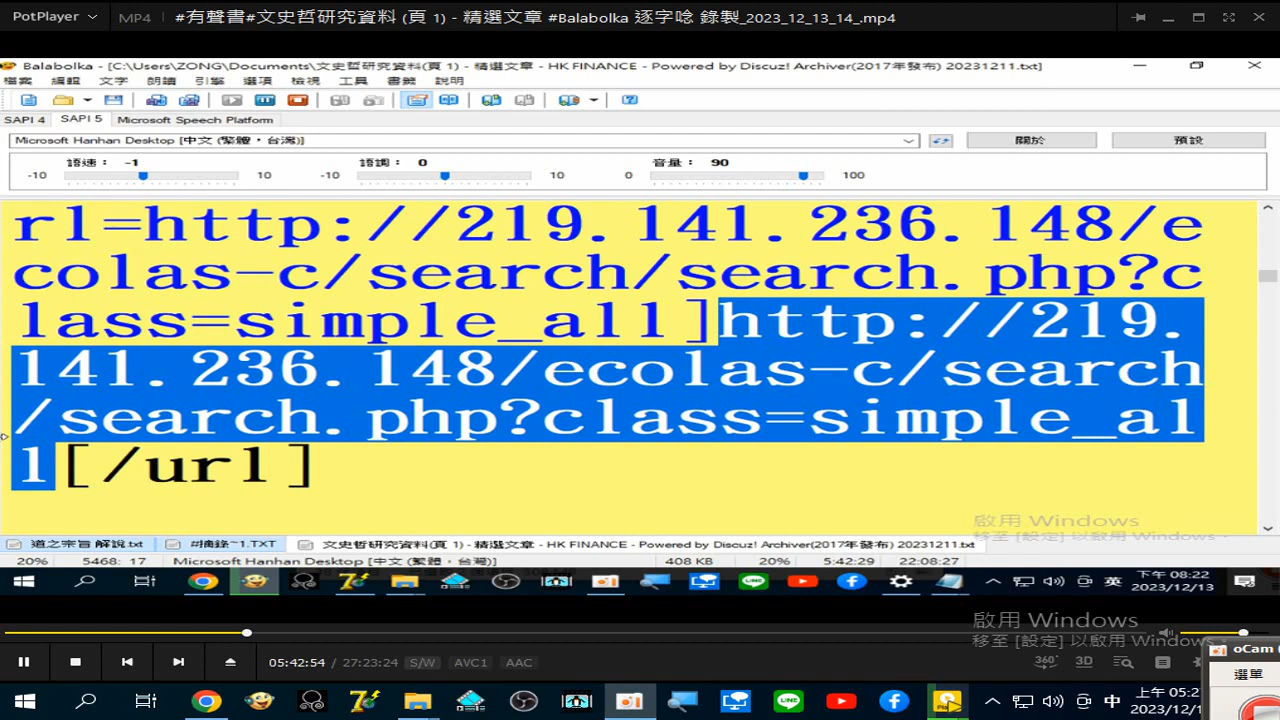 PotPlayer MP4 #有聲書#文史哲研究資料 (頁 1) - 精選文章 #Balabolka 逐字唸 錄製_2023_12_13_14_.mp4
Balabolka - [C:\Users\ZONG\Documents\文史哲研究資料(頁 1) - 精選文章 - HK FINANCE - Powered by Discuz! Archiver(2017年發布) 20231211.txt]
檔案 編輯 文字 朗讀 引擎 選項 檢視 工具 書籤 說明
SAPI 4 SAPI 5 Microsoft Speech Platform
Microsoft Hanhan Desktop [中文 (繁體，台灣)] 關於 預設
語速： -1 語調： 0 音量： 90
-10 10 -10 10 0 100
rl=http://219.141.236.148/e
colas-c/search/search.php?c
lass=simple_all]http://219.
141.236.148/ecolas-c/search
/search.php?class=simple_al
l[/url]
啟用 Windows
移至 [設定] 以啟用 Windows。
道之宗旨 解說.txt #摘錄~1.TXT 文史哲研究資料(頁 1) - 精選文章 - HK FINANCE - Powered by Discuz! Archiver(2017年發布) 20231211.txt
20% 5468: 17 Microsoft Hanhan Desktop [中文 (繁體，台灣)] 408 KB 20% 5:42:29 22:08:27
英 下午 08:22
2023/12/13
啟用 Windows
移至 [設定] 以啟用 Windows。
05:42:54 / 27:23:24 S/W AVC1 AAC 360° 3D
oCam (
選單
中 上午 05:2
2023/12/1